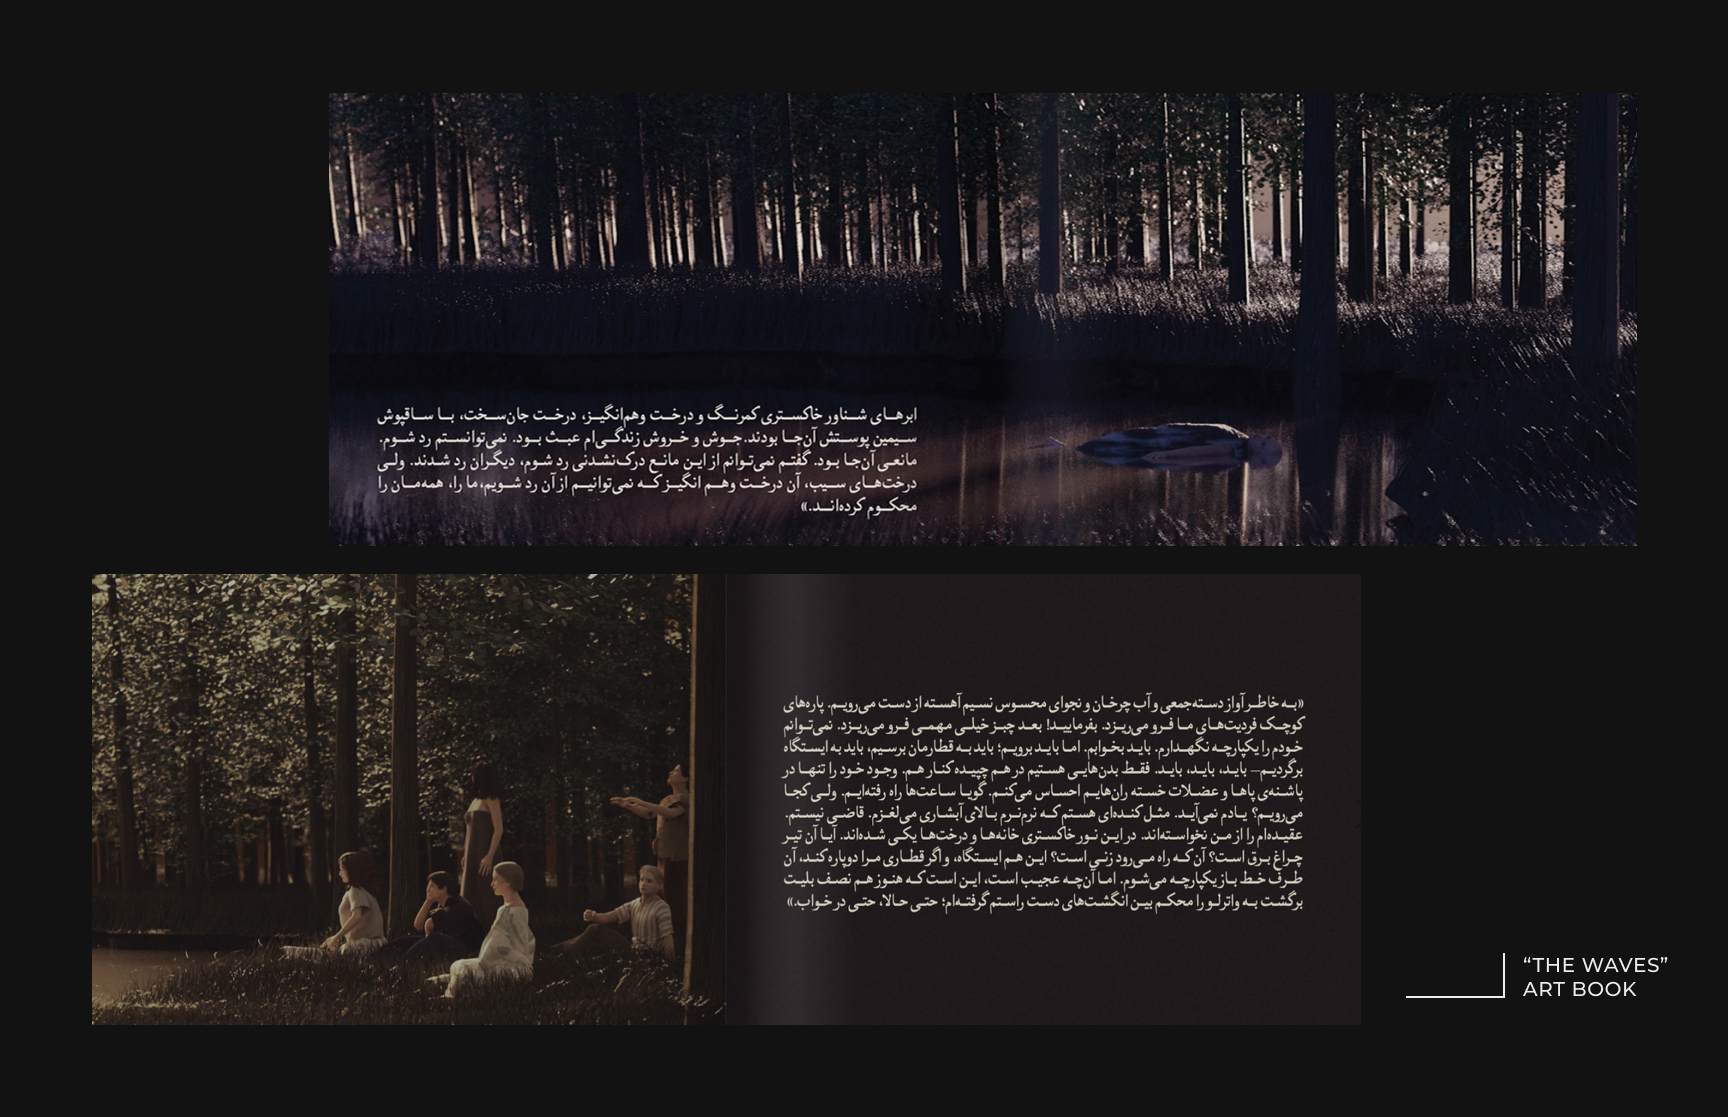 ابرهای شناور خاکستری کمرنگ و درخت وهم‌انگیز، درخت جان‌سخت، با ساقپوش
سیمین پوستش آن‌جا بودند. جوش و خروش زندگی‌ام عبث بود. نمی‌توانستم رد شوم.
مانعی آن‌جا بود. گفتم نمی‌توانم از این مانع درک‌نشدنی رد شوم، دیگران رد شدند. ولی
درخت‌های سیب، آن درخت وهم انگیز که نمی‌توانیم از آن رد شویم، ما را، همه‌مان را
محکوم کرده‌اند.»
«به خاطر آواز دسته‌جمعی و آب چرخان و نجوای محسوس نسیم آهسته از دست می‌رویم. پاره‌های
کوچک فردیت‌های ما فرو می‌ریزد. بفرمایید! بعد چیز خیلی مهمی فرو می‌ریزد. نمی‌توانم
خودم را یکپارچه نگهدارم. باید بخوابم. اما باید برویم؛ باید به قطارمان برسیم، باید به ایستگاه
برگردیم– باید، باید، باید. فقط بدن‌هایی هستیم در هم چپیده کنار هم. وجود خود را تنها در
پاشنه‌ی پاها و عضلات خسته ران‌هایم احساس می‌کنم. گویا ساعت‌ها راه رفته‌ایم. ولی کجا
می‌رویم؟ یادم نمی‌آید. مثل کنده‌ای هستم که نرم‌نرم بالای آبشاری می‌لغزم. قاضی نیستم.
عقیده‌ام را از من نخواسته‌اند. در این نور خاکستری خانه‌ها و درخت‌ها یکی شده‌اند. آیا آن تیر
چراغ برق است؟ آن که راه می‌رود زنی است؟ این هم ایستگاه، و اگر قطاری مرا دوپاره کند، آن
طرف خط باز یکپارچه می‌شوم. اما آن‌چه عجیب است، این است که هنوز هم نصف بلیت
برگشت به واترلو را محکم بین انگشت‌های دست راستم گرفته‌ام؛ حتی حالا، حتی در خواب.»
“THE WAVES”
ART BOOK